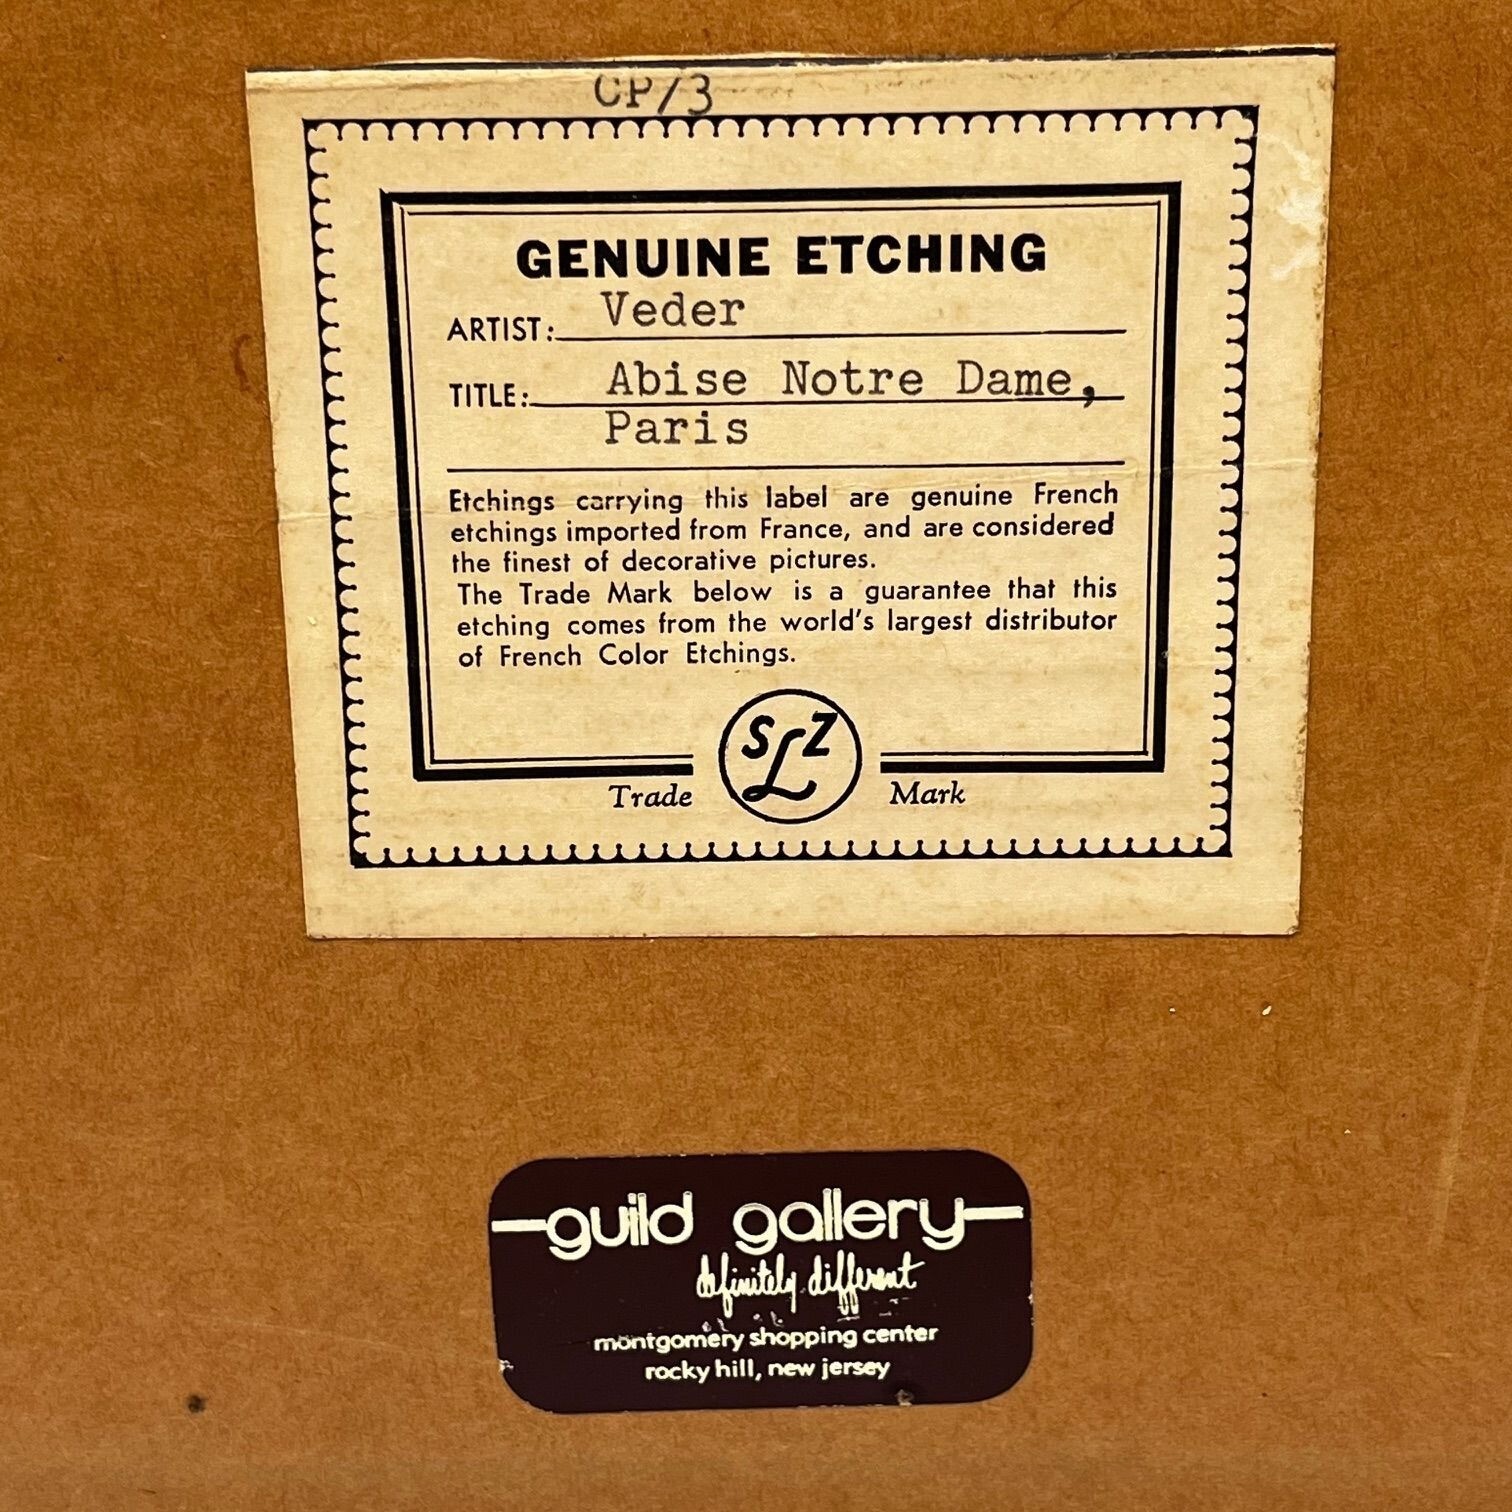 CP/3
GENUINE ETCHING
ARTIST: Veder
TITLE: Abise Notre Dame,
Paris
Etchings carrying this label are genuine French
etchings imported from France, and are considered
the finest of decorative pictures.
The Trade Mark below is a guarantee that this
etching comes from the world's largest distributor
of French Color Etchings.
SLZ
Trade Mark
guild gallery
definitely different
montgomery shopping center
rocky hill, new jersey